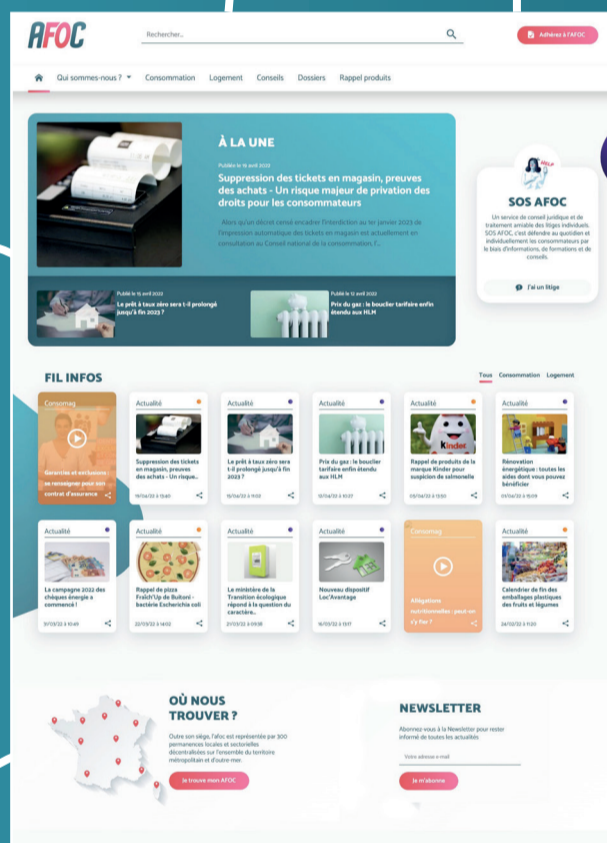 AFOC
Rechercher..
Adhérez à l'AFOC
Qui sommes-nous ?
Consommation
Logement
Conseils
Dossiers
Rappel produits
À LA UNE
Publié le 15 avril 2022
Suppression des tickets en magasin, preuves
des achats - Un risque majeur de privation des
droits pour les consommateurs
Alors qu'un décret censé encadrer l'interdiction au 1er janvier 2023 de
l'impression automatique des tickets en magasin est actuellement en
consultation au Conseil national de la consommation, l'...
Publié le 15 avril 2022
Le prêt à taux zéro sera t-il prolongé
jusqu'à fin 2023 ?
Publié le 12 avril 2022
Prix du gaz : le bouclier tarifaire enfin
étendu aux HLM
HELP
SOS AFOC
Un service de conseil juridique et de
traitement amiable des litiges individuels.
SOS AFOC, c'est défendre au quotidien et
individuellement les consommateurs par
le biais d'informations, de formations et de
conseils
J'ai un litige
FIL INFOS
Tous
Consommation
Logement
Consomag
Garanties et exclusions :
se renseigner pour son
contrat d'assurance
Actualité
Suppression des tickets
en magasin, preuves
des achats - Un risque..
Actualité
Le prêt à taux zéro sera
t-il prolongé jusqu'à fin
2023 ?
Actualité
Prix du gaz : le bouclier
tarifaire enfin étendu
aux HLM
Actualité
Kinder
Rappel de produits de la
marque Kinder pour
suspicion de salmonelle
Actualité
Rénovation
énergétique : toutes les
aides dont vous pouvez
bénéficier
Actualité
La campagne 2022 des
chèques énergie a
commencé !
Actualité
Rappel de pizza
Fraîch'Up de Buitoni -
bactérie Escherichia coli
Actualité
Le ministère de la
Transition écologique
répond à la question du
caractère..
Actualité
Nouveau dispositif
Loc'Avantage
Consomag
Allégations
nutritionnelles : peut-on
s'y fier ?
Actualité
Calendrier de fin des
emballages plastiques
des fruits et légumes
OÙ NOUS
TROUVER ?
Outre son siège, l'afoc est représentée par 300
permanences locales et sectorielles
décentralisées sur l'ensemble du territoire
métropolitain et d'outre-mer.
Je trouve mon AFOC
NEWSLETTER
Abonnez vous à la Newsletter pour rester
informé de toutes les actualités
Votre adresse e-mail
Je m'abonne